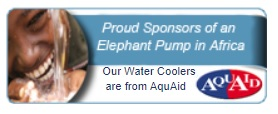 Proud Sponsors of an
Elephant Pump in Africa
Our Water Coolers
are from AquAid
AQUAID